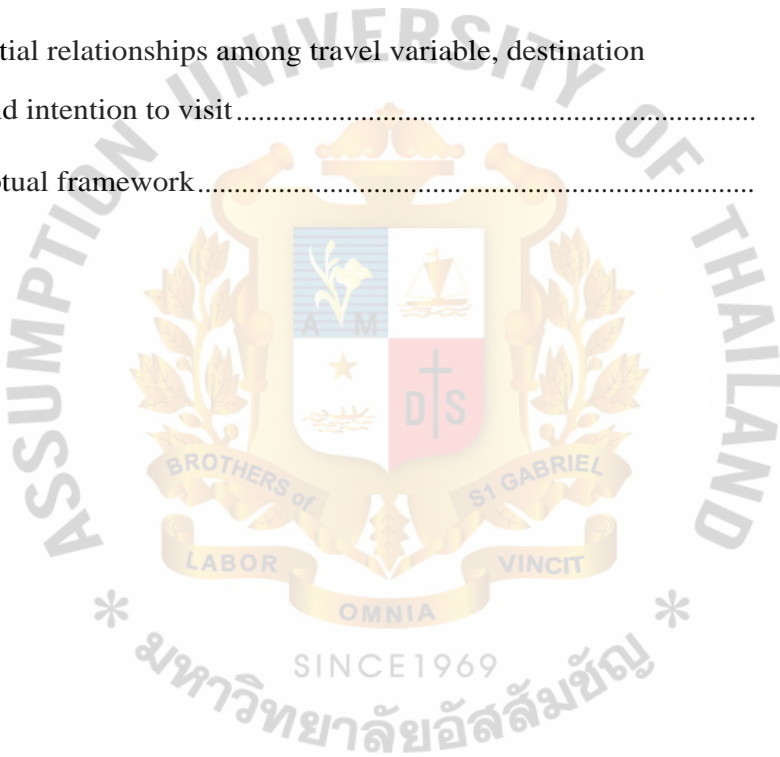 tial relationships among travel variable, destination
d intention to visit......................................................................
ptual framework..........................................................................
ASSUMPTION UNIVERSITY OF THAILAND
A M
D S
BROTHERS of S1 GABRIEL
LABOR VINCIT
OMNIA
SINCE1969
* มหาวิทยาลัยอัสสัมชัญ *